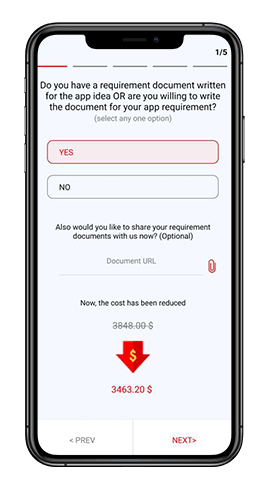 1/5
Do you have a requirement document written
for the app idea OR are you willing to write
the document for your app requirement?
(select any one option)
YES
NO
Also would you like to share your requirement
documents with us now? (Optional)
Document URL
Now, the cost has been reduced
3848.00 $
$
3463.20 $
< PREV
NEXT>